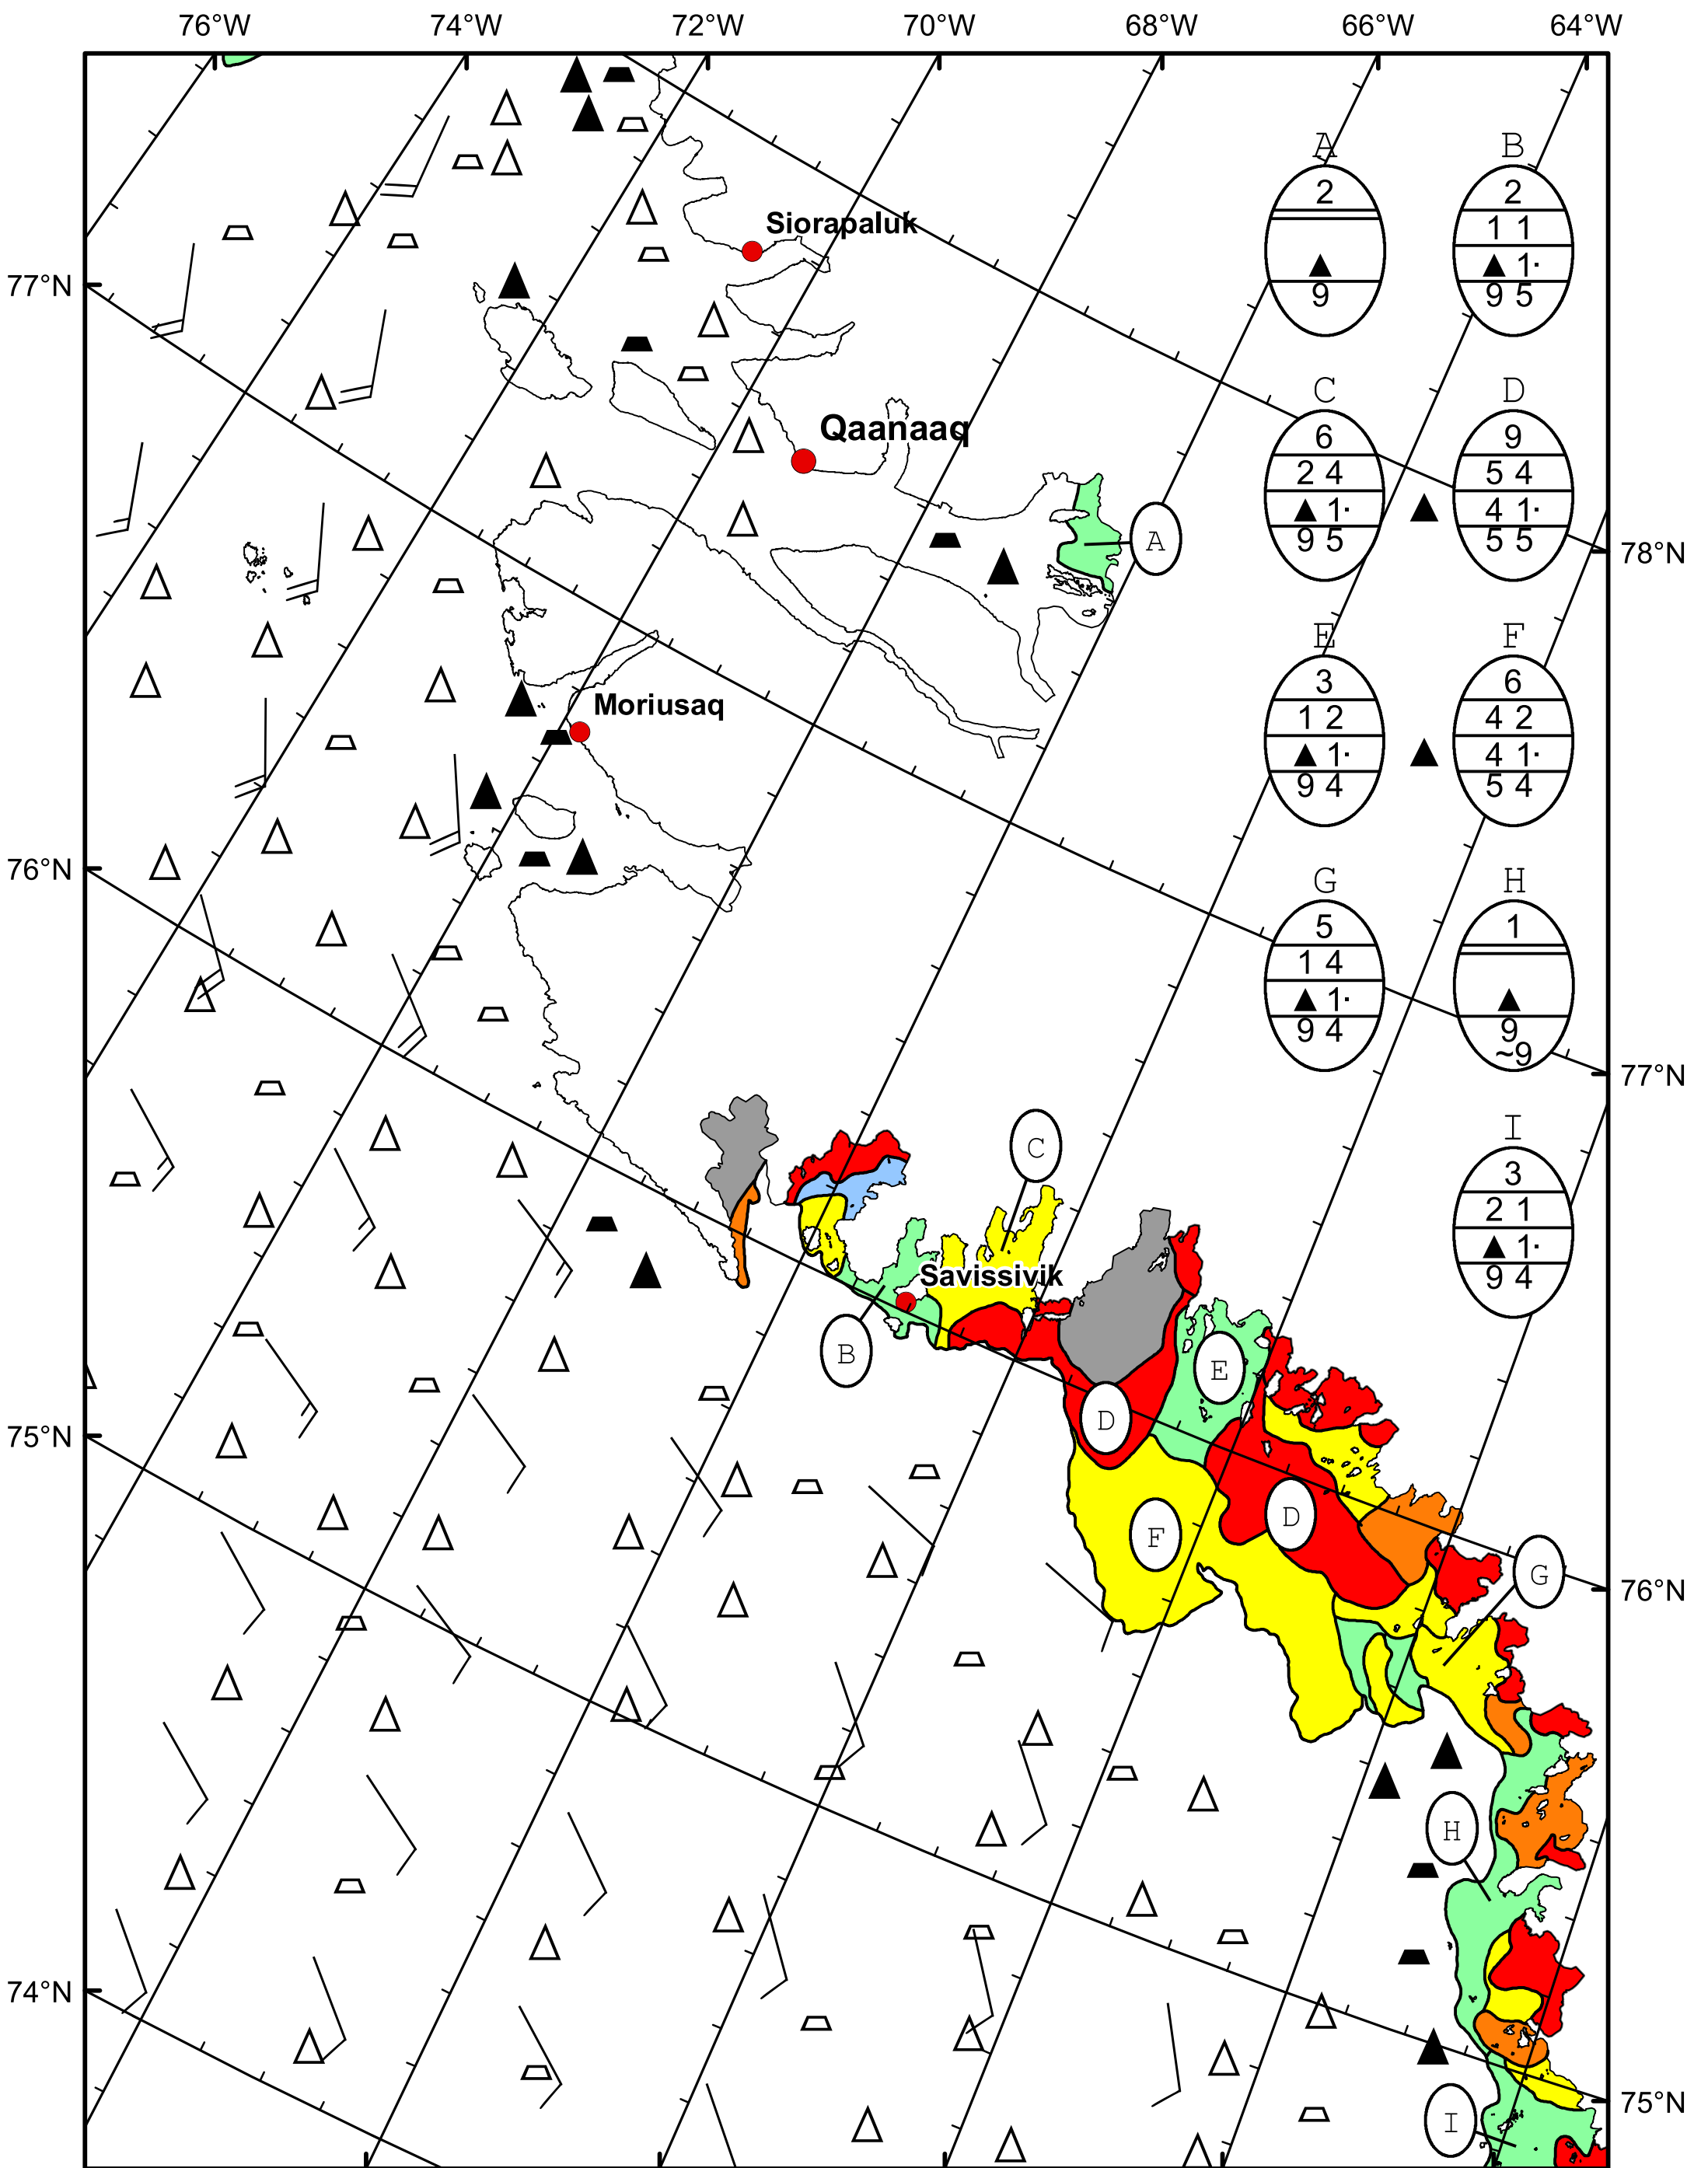 76°W 74°W 72°W 70°W 68°W 66°W 64°W
A B
2 2
1 1
▲ ▲ 1·
9 9 5
Siorapaluk
77°N
C D
6 9
Qaanaaq
2 4 5 4
▲ 1· ▲ 4 1·
9 5 5 5
A
78°N
E F
3 6
Moriusaq
1 2 4 2
▲ 1· ▲ 4 1·
9 4 5 4
76°N
G H
5 1
1 4
▲ 1· ▲
9 4 9
~9
77°N
C
I
3
2 1
▲ 1·
9 4
Savissivik
B
E
D
75°N
D
F
G
76°N
H
74°N
75°N
I